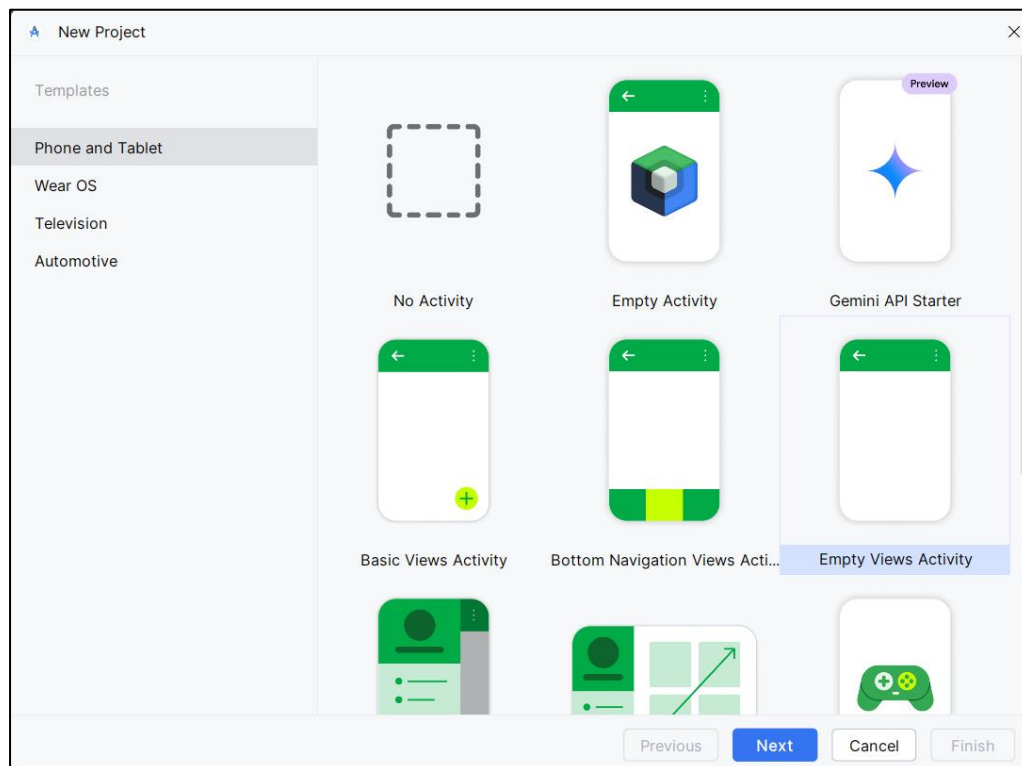 New Project
Templates
Phone and Tablet
Wear OS
Television
Automotive
Preview
No Activity
Empty Activity
Gemini API Starter
Basic Views Activity
Bottom Navigation Views Acti...
Empty Views Activity
Previous
Next
Cancel
Finish